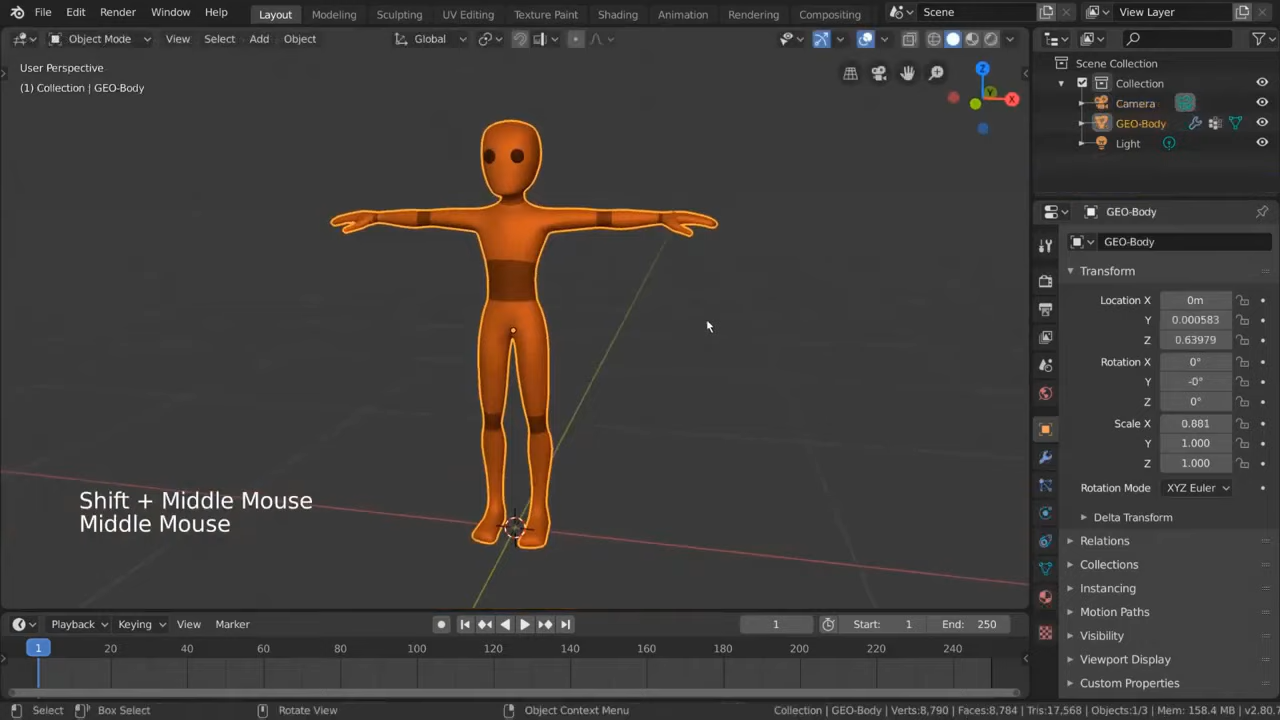 File Edit Render Window Help Layout Modeling Sculpting UV Editing Texture Paint Shading Animation Rendering Compositing Scene View Layer
Object Mode View Select Add Object Global
User Perspective
(1) Collection | GEO-Body
Z
X
Y
Shift + Middle Mouse
Middle Mouse
Scene Collection
Collection
Camera
GEO-Body
Light
GEO-Body
GEO-Body
Transform
Location X 0m
Y 0.000583
Z 0.63979
Rotation X 0°
Y -0°
Z 0°
Scale X 0.881
Y 1.000
Z 1.000
Rotation Mode XYZ Euler
Delta Transform
Relations
Collections
Instancing
Motion Paths
Visibility
Viewport Display
Custom Properties
Playback Keying View Marker 1 Start: 1 End: 250
1 20 40 60 80 100 120 140 160 180 200 220 240
Select Box Select Rotate View Object Context Menu Collection | GEO-Body | Verts:8,790 | Faces:8,784 | Tris:17,568 | Objects:1/3 | Mem: 158.4 MB | v2.80.